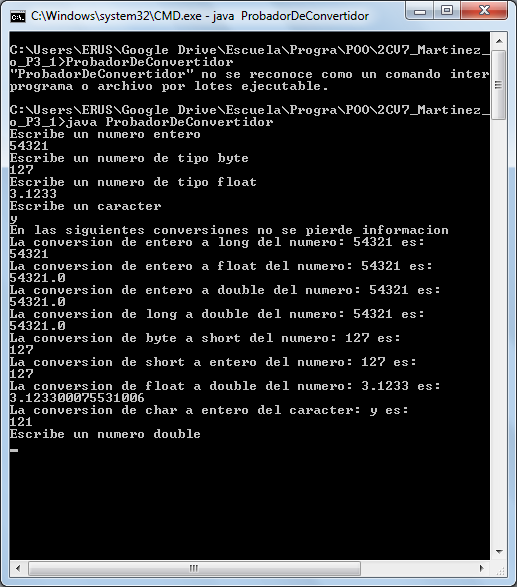 C:\Windows\system32\CMD.exe - java  ProbadorDeConvertidor
C:\Users\ERUS\Google Drive\Escuela\Progra\POO\2CV7_Martinez_
o_P3_1>ProbadorDeConvertidor
"ProbadorDeConvertidor" no se reconoce como un comando inter
programa o archivo por lotes ejecutable.
C:\Users\ERUS\Google Drive\Escuela\Progra\POO\2CV7_Martinez_
o_P3_1>java ProbadorDeConvertidor
Escribe un numero entero
54321
Escribe un numero de tipo byte
127
Escribe un numero de tipo float
3.1233
Escribe un caracter
y
En las siguientes conversiones no se pierde informacion
La conversion de entero a long del numero: 54321 es:
54321
La conversion de entero a float del numero: 54321 es:
54321.0
La conversion de entero a double del numero: 54321 es:
54321.0
La conversion de long a double del numero: 54321 es:
54321.0
La conversion de byte a short del numero: 127 es:
127
La conversion de short a entero del numero: 127 es:
127
La conversion de float a double del numero: 3.1233 es:
3.123300075531006
La conversion de char a entero del caracter: y es:
121
Escribe un numero double